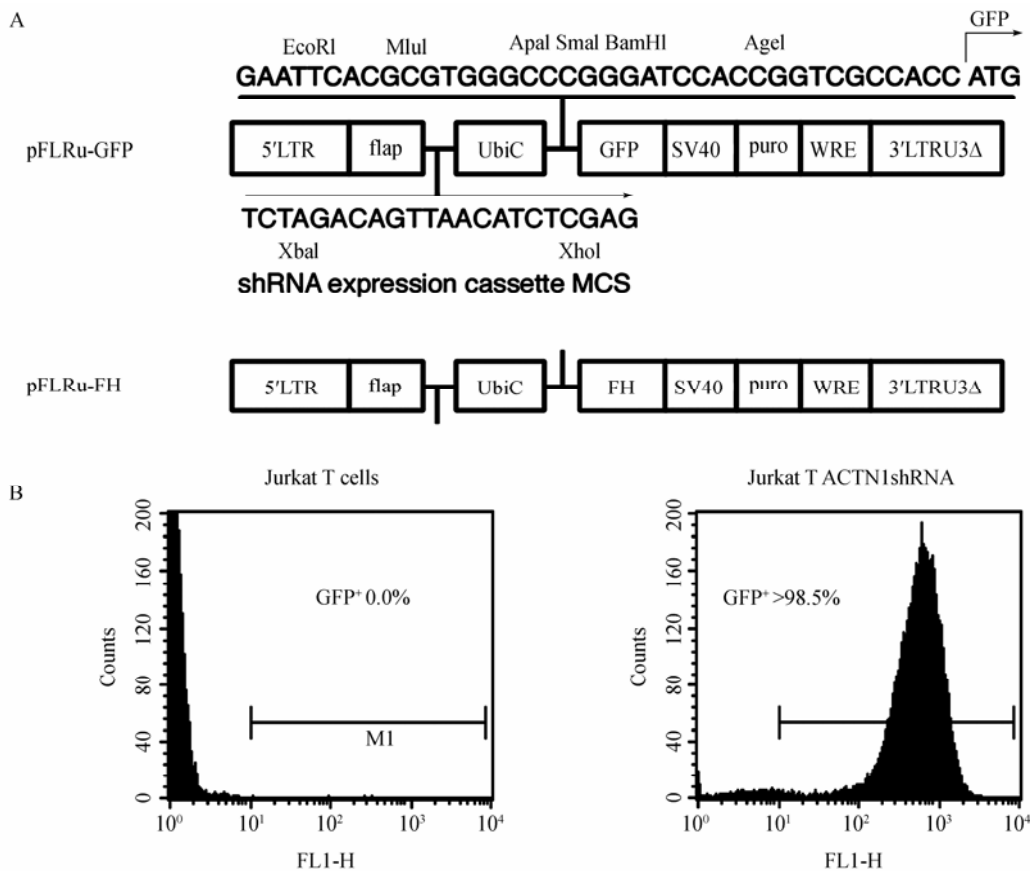 A
GFP
EcoRI MluI ApaI SmaI BamHI AgeI
GAATTCACGCGTGGGCCCGGGATCCACCGGTCGCCACC ATG
pFLRu-GFP
5'LTR flap UbiC GFP SV40 puro WRE 3'LTRU3Δ
TCTAGACAGTTAACATCTCGAG
XbaI XhoI
shRNA expression cassette MCS
pFLRu-FH
5'LTR flap UbiC FH SV40 puro WRE 3'LTRU3Δ
B
Jurkat T cells
Counts
200
160
120
80
40
0
GFP⁺ 0.0%
M1
10⁰ 10¹ 10² 10³ 10⁴
FL1-H
Jurkat T ACTN1shRNA
Counts
200
160
120
80
40
0
GFP⁺ >98.5%
10⁰ 10¹ 10² 10³ 10⁴
FL1-H